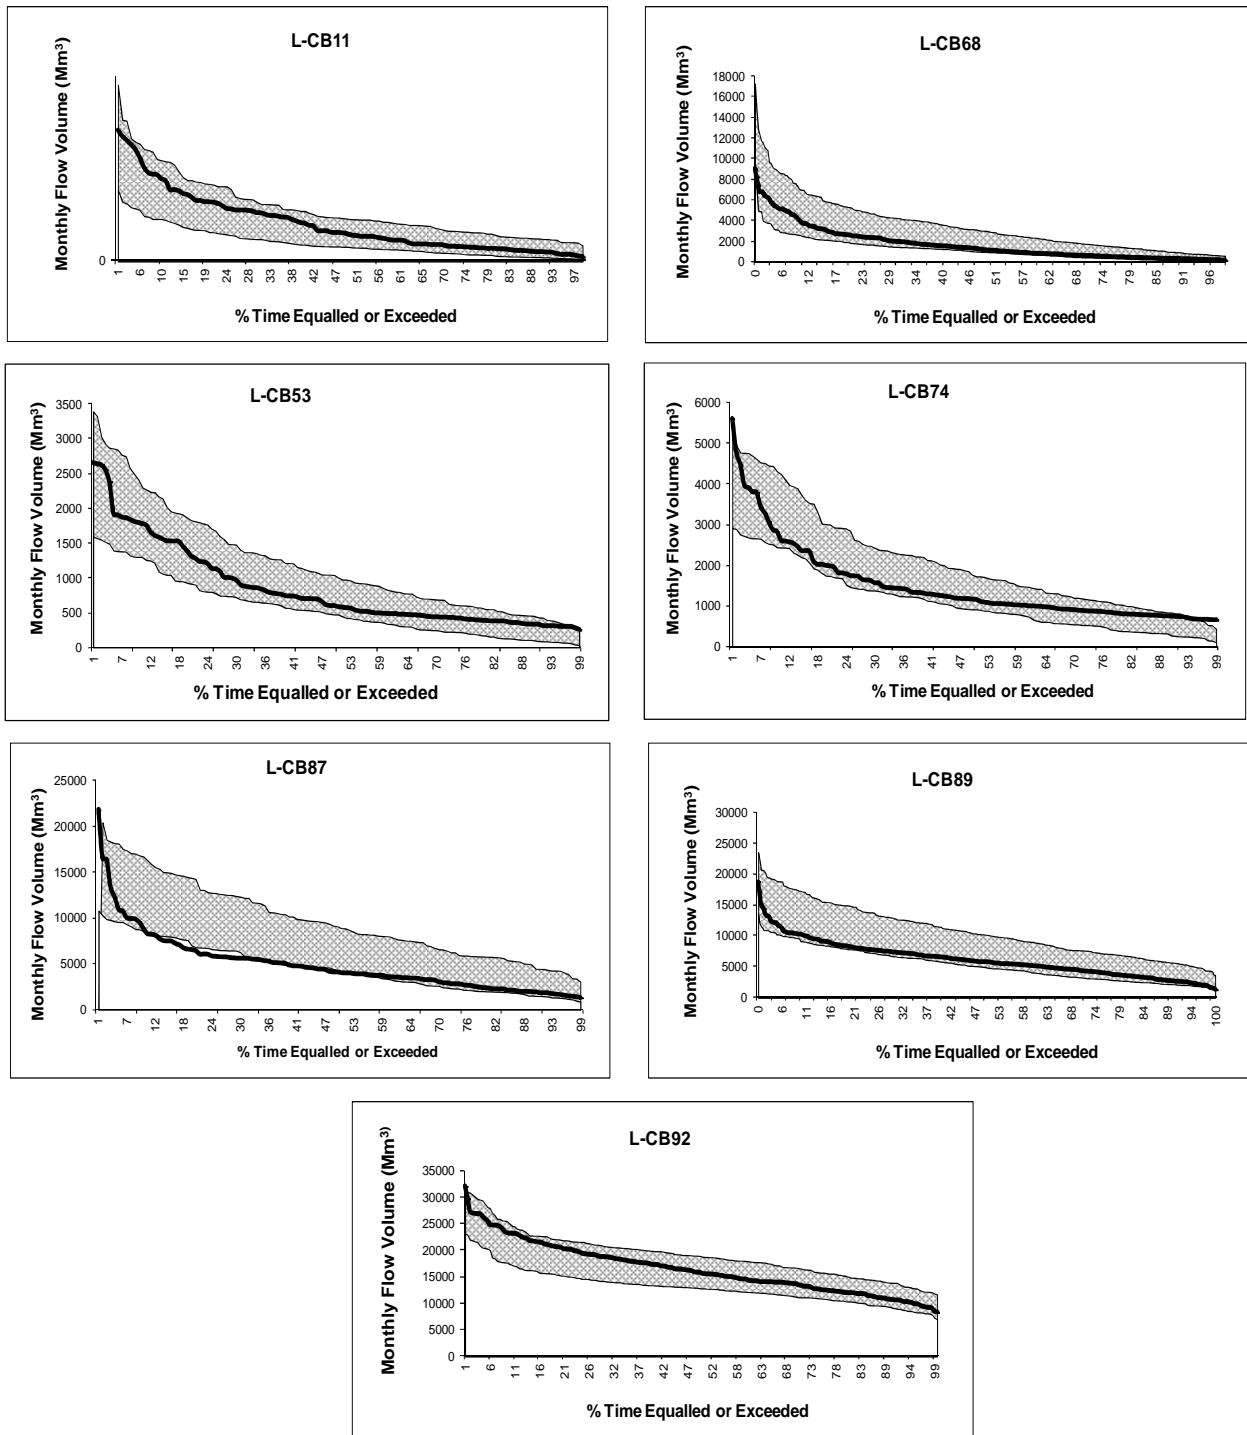 L-CB11
Monthly Flow Volume (Mm³)
0
1 6 10 15 19 24 28 33 38 42 47 51 56 61 65 70 74 79 83 88 93 97
% Time Equalled or Exceeded
L-CB68
Monthly Flow Volume (Mm³)
18000
16000
14000
12000
10000
8000
6000
4000
2000
0
0 6 12 17 23 29 34 40 46 51 57 62 68 74 79 85 91 96
% Time Equalled or Exceeded
L-CB53
Monthly Flow Volume (Mm³)
3500
3000
2500
2000
1500
1000
500
0
1 7 12 18 24 30 36 41 47 53 59 64 70 76 82 88 93 99
% Time Equalled or Exceeded
L-CB74
Monthly Flow Volume (Mm³)
6000
5000
4000
3000
2000
1000
0
1 7 12 18 24 30 36 41 47 53 59 64 70 76 82 88 93 99
% Time Equalled or Exceeded
L-CB87
Monthly Flow Volume (Mm³)
25000
20000
15000
10000
5000
0
1 7 12 18 24 30 36 41 47 53 59 64 70 76 82 88 93 99
% Time Equalled or Exceeded
L-CB89
Monthly Flow Volume (Mm³)
30000
25000
20000
15000
10000
5000
0
0 6 11 16 21 26 32 37 42 47 53 58 63 68 74 79 84 89 94 100
% Time Equalled or Exceeded
L-CB92
Monthly Flow Volume (Mm³)
35000
30000
25000
20000
15000
10000
5000
0
1 6 11 16 21 26 32 37 42 47 52 58 63 68 73 78 83 89 94 99
% Time Equalled or Exceeded